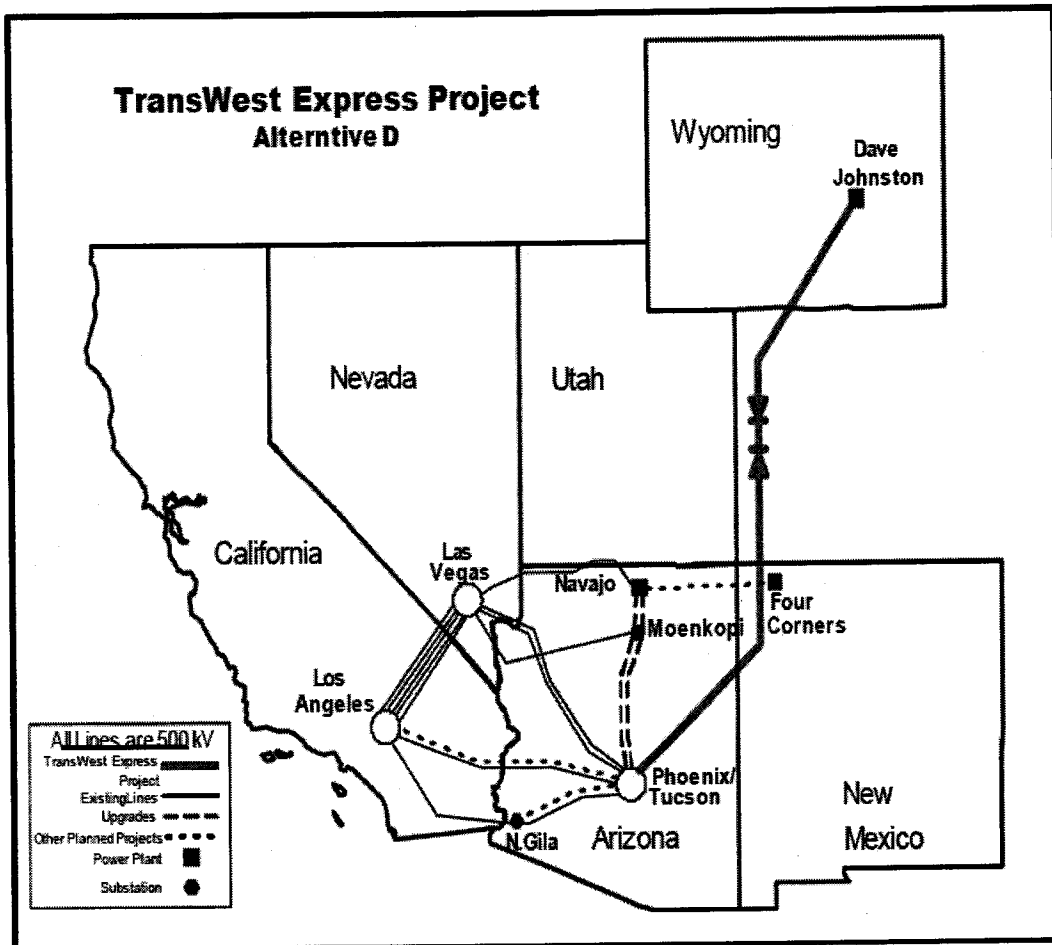 TransWest Express Project
Alterntive D
Wyoming
Dave
Johnston
Nevada
Utah
California
Las
Vegas
Navajo
Four
Corners
Moenkopi
Los
Angeles
Phoenix/
Tucson
New
Mexico
N.Gila
Arizona
All Lines are 500 kV
TransWest Express
Project
Existing Lines
Upgrades
Other Planned Projects
Power Plant
Substation